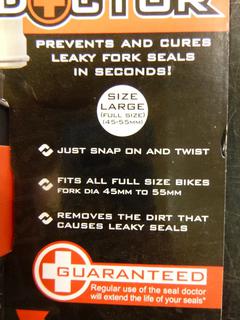 DOCTOR
PREVENTS AND CURES
LEAKY FORK SEALS
IN SECONDS!
SIZE
LARGE
(FULL SIZE)
(45-55MM)
JUST SNAP ON AND TWIST
FITS ALL FULL SIZE BIKES
FORK DIA 45MM TO 55MM
REMOVES THE DIRT THAT
CAUSES LEAKY SEALS
GUARANTEED
Regular use of the seal doctor
will extend the life of your seals*